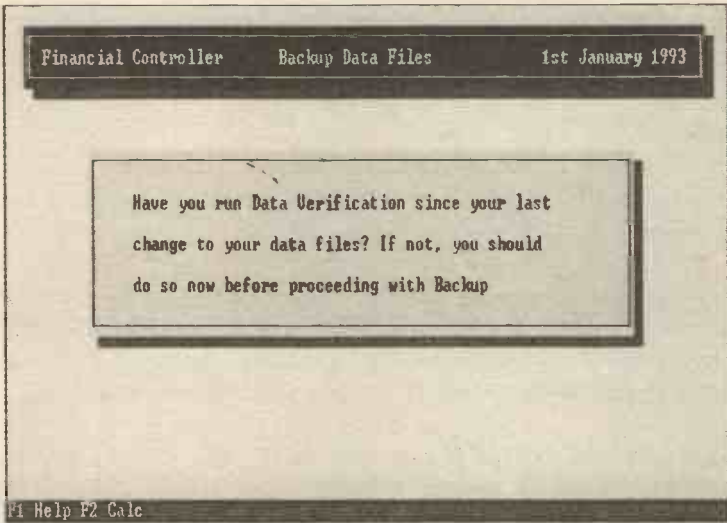 Financial Controller Backup Data Files 1st January 1993
Have you run Data Verification since your last
change to your data files? If not, you should
do so now before proceeding with Backup
F1 Help F2 Calc